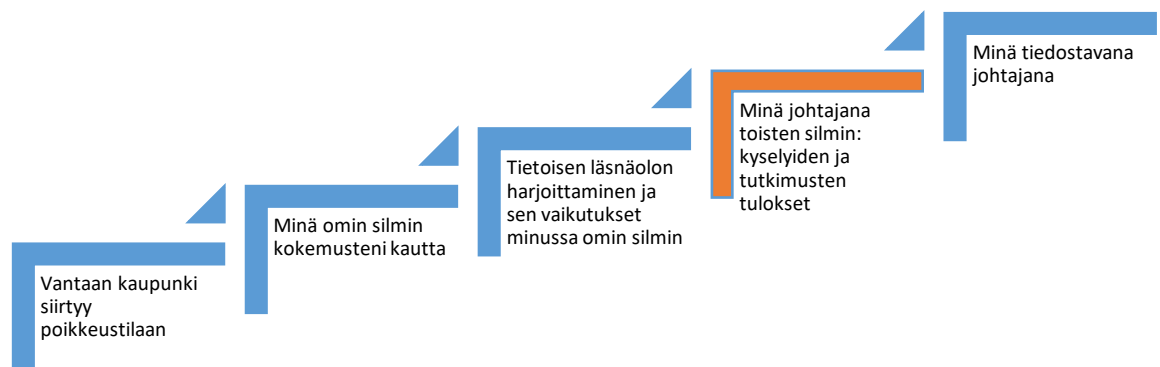 Vantaan kaupunki
siirtyy
poikkeustilaan
Minä omin silmin
kokemusteni kautta
Tietoisen läsnäolon
harjoittaminen ja
sen vaikutukset
minussa omin silmin
Minä johtajana
toisten silmin:
kyselyiden ja
tutkimusten
tulokset
Minä tiedostavana
johtajana